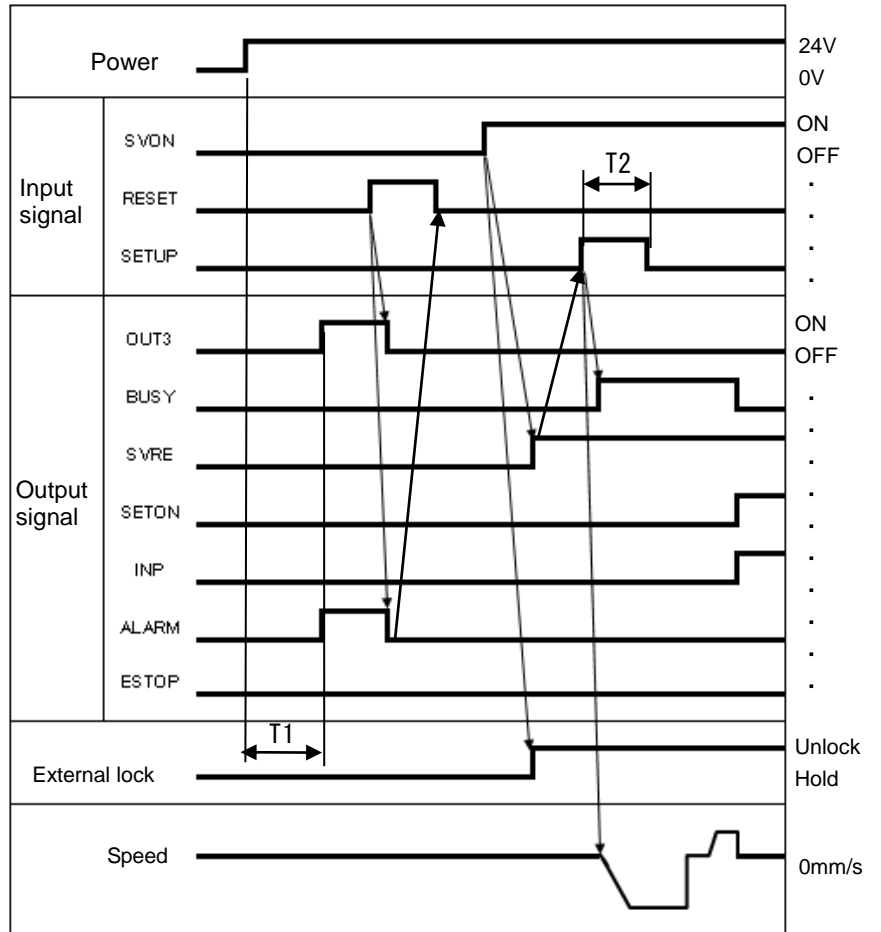 Power
24V
0V
Input
signal
SVON
ON
OFF
RESET
T2
SETUP
Output
signal
OUT3
ON
OFF
BUSY
SVRE
SETON
INP
ALARM
ESTOP
T1
External lock
Unlock
Hold
Speed
0mm/s